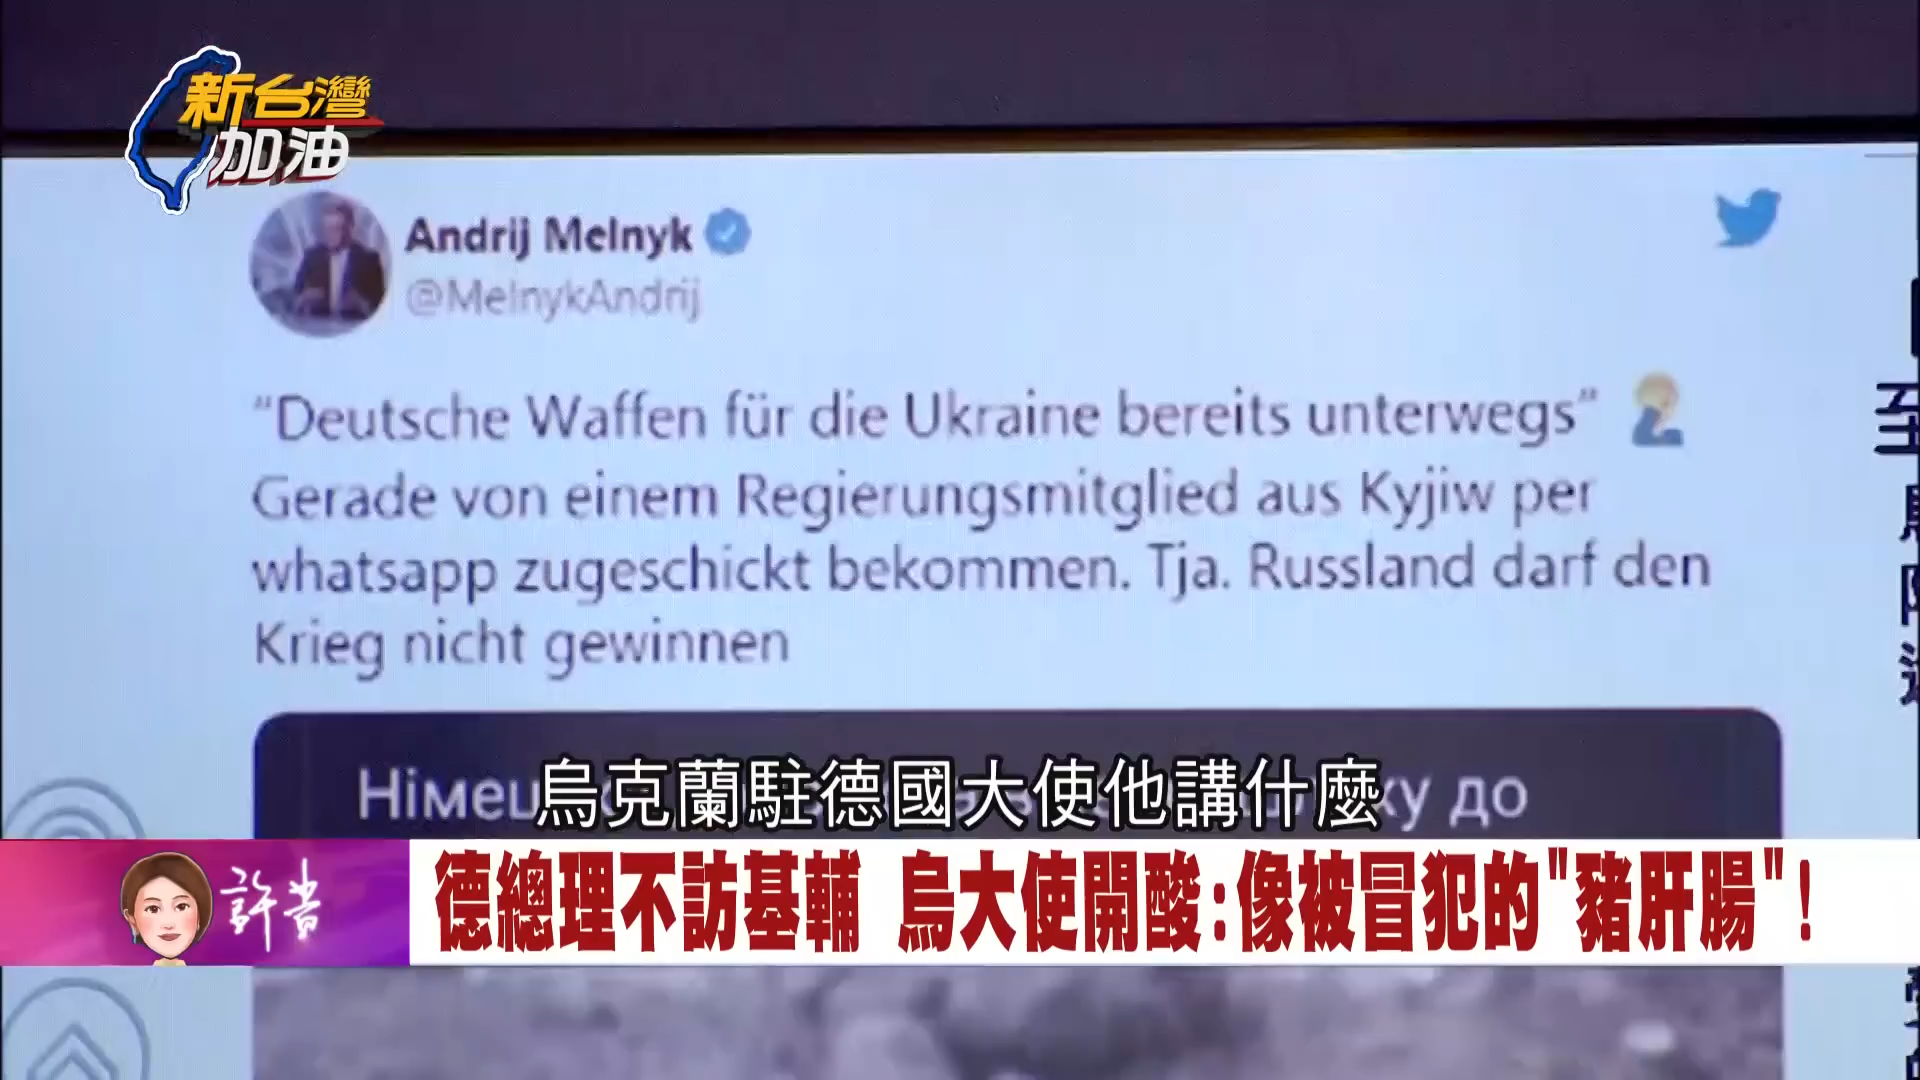 新台灣
加油
Andrij Melnyk
@MelnykAndrij
“Deutsche Waffen für die Ukraine bereits unterwegs”
Gerade von einem Regierungsmitglied aus Kyjiw per
whatsapp zugeschickt bekommen. Tja. Russland darf den
Krieg nicht gewinnen
烏克蘭駐德國大使他講什麼
до
許貴
德總理不訪基輔 烏大使開酸:像被冒犯的"豬肝腸"!
至